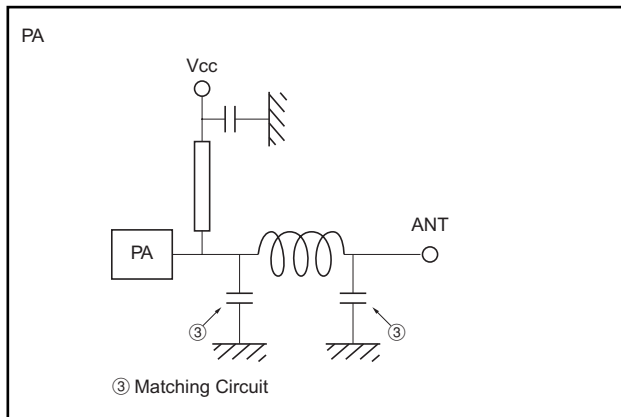 PA
Vcc
ANT
PA
③
③
③ Matching Circuit